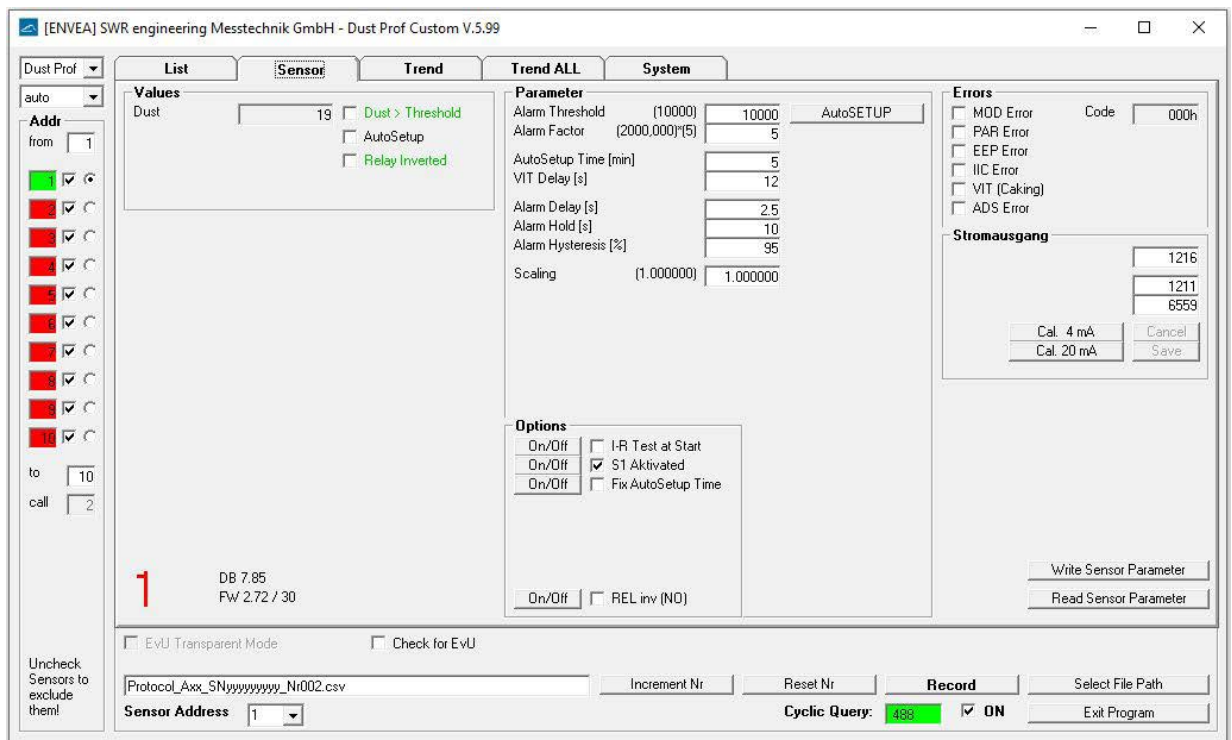 [ENVEA] SWR engineering Messtechnik GmbH - Dust Prof Custom V.5.99
Dust Prof
auto
Addr
from 1
1
2
3
4
5
6
7
8
9
10
to 10
call 2
Uncheck
Sensors to
exclude
them!
List Sensor Trend Trend ALL System
Values
Dust 19 Dust > Threshold
AutoSetup
Relay Inverted
1
DB 7.85
FW 2.72 / 30
Parameter
Alarm Threshold (10000) 10000 AutoSETUP
Alarm Factor (2000,000)*(5) 5
AutoSetup Time [min] 5
VIT Delay [s] 12
Alarm Delay [s] 2.5
Alarm Hold [s] 10
Alarm Hysteresis [%] 95
Scaling (1.000000) 1.000000
Options
On/Off I-R Test at Start
On/Off S1 Aktivated
On/Off Fix AutoSetup Time
On/Off REL inv (NO)
Errors
MOD Error Code 000h
PAR Error
EEP Error
IIC Error
VIT (Caking)
ADS Error
Stromausgang
1216
1211
6559
Cal. 4 mA Cancel
Cal. 20 mA Save
Write Sensor Parameter
Read Sensor Parameter
EvU Transparent Mode Check for EvU
Protocol_Axx_SNyyyyyyyyy_Nr002.csv Increment Nr Reset Nr Record Select File Path
Sensor Address 1 Cyclic Query: 488 ON Exit Program